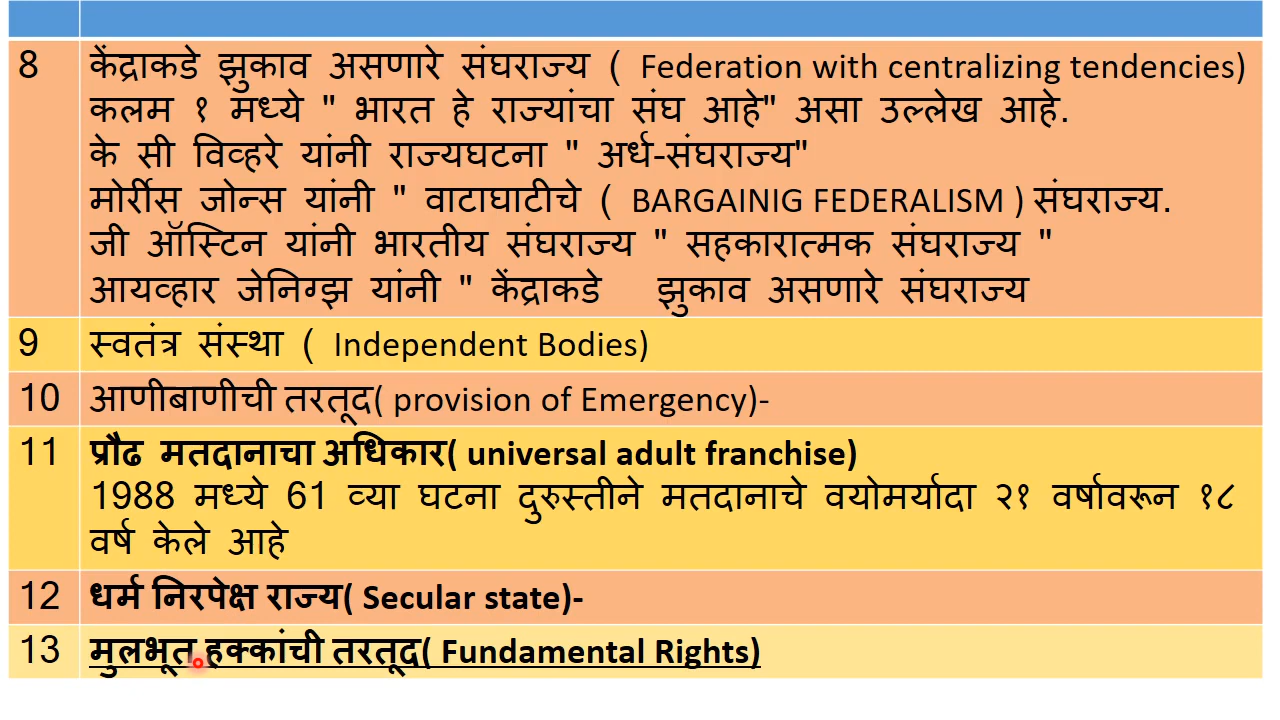 8 केंद्राकडे झुकाव असणारे संघराज्य ( Federation with centralizing tendencies)
कलम १ मध्ये " भारत हे राज्यांचा संघ आहे" असा उल्लेख आहे.
के सी विव्हरे यांनी राज्यघटना " अर्ध-संघराज्य"
मोर्रीस जोन्स यांनी " वाटाघाटीचे ( BARGAINIG FEDERALISM ) संघराज्य.
जी ऑस्टिन यांनी भारतीय संघराज्य " सहकारात्मक संघराज्य "
आयव्हार जेनिग्झ यांनी " केंद्राकडे झुकाव असणारे संघराज्य
9 स्वतंत्र संस्था ( Independent Bodies)
10 आणीबाणीची तरतूद( provision of Emergency)-
11 प्रौढ मतदानाचा अधिकार( universal adult franchise)
1988 मध्ये 61 व्या घटना दुरुस्तीने मतदानाचे वयोमर्यादा २१ वर्षावरून १८
वर्ष केले आहे
12 धर्म निरपेक्ष राज्य( Secular state)-
13 मुलभूत हक्कांची तरतूद( Fundamental Rights)